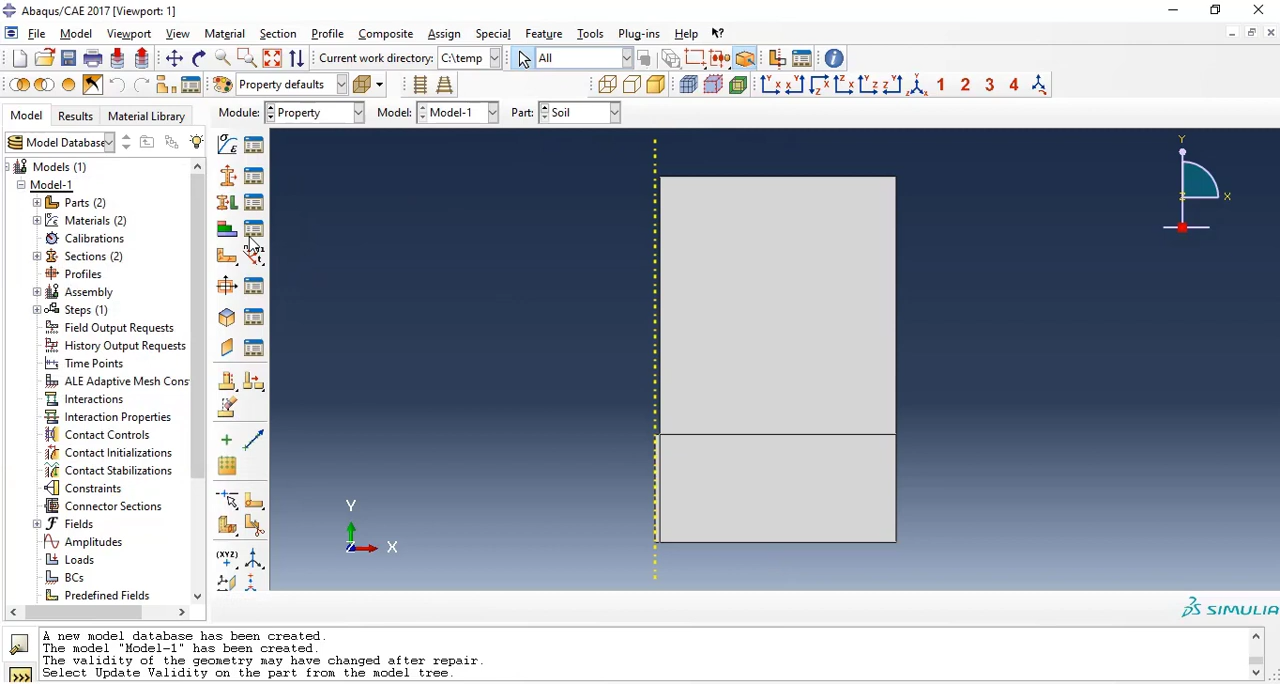 Abaqus/CAE 2017 [Viewport: 1]
File Model Viewport View Material Section Profile Composite Assign Special Feature Tools Plug-ins Help
Current work directory: C:\temp All
Property defaults 1 2 3 4
Model Results Material Library Module: Property Model: Model-1 Part: Soil
Model Database
Models (1)
Model-1
Parts (2)
Materials (2)
Calibrations
Sections (2)
Profiles
Assembly
Steps (1)
Field Output Requests
History Output Requests
Time Points
ALE Adaptive Mesh Cons
Interactions
Interaction Properties
Contact Controls
Contact Initializations
Contact Stabilizations
Constraints
Connector Sections
Fields
Amplitudes
Loads
BCs
Predefined Fields
(XYZ)
Y
Z X
Y
Z X
SIMULIA
A new model database has been created.
The model "Model-1" has been created.
The validity of the geometry may have changed after repair.
Select Update Validity on the part from the model tree.